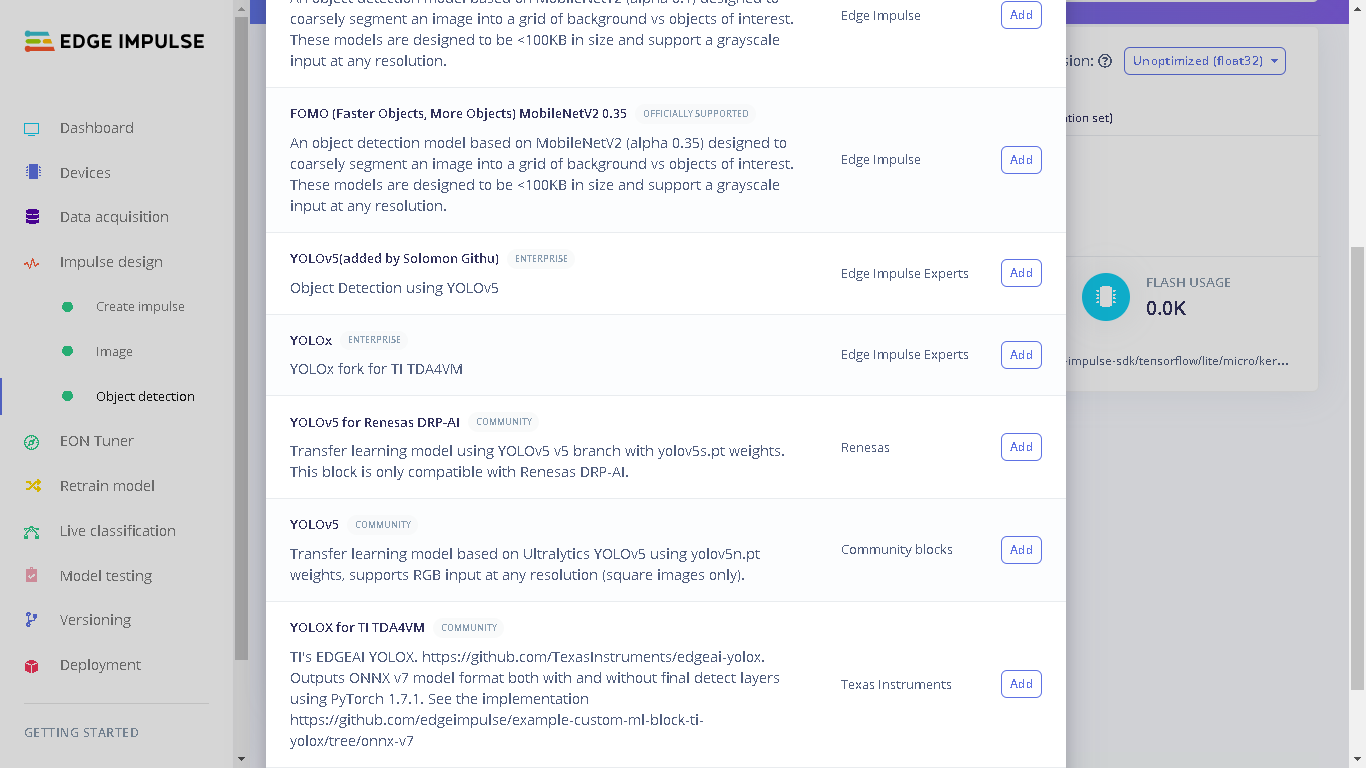 EDGE IMPULSE
Dashboard
Devices
Data acquisition
Impulse design
Create impulse
Image
Object detection
EON Tuner
Retrain model
Live classification
Model testing
Versioning
Deployment
GETTING STARTED
An object detection model based on MobileNetV2 (alpha 0.1) designed to
coarsely segment an image into a grid of background vs objects of interest.
These models are designed to be <100KB in size and support a grayscale
input at any resolution.
Edge Impulse
Add
FOMO (Faster Objects, More Objects) MobileNetV2 0.35 OFFICIALLY SUPPORTED
An object detection model based on MobileNetV2 (alpha 0.35) designed to
coarsely segment an image into a grid of background vs objects of interest.
These models are designed to be <100KB in size and support a grayscale
input at any resolution.
Edge Impulse
Add
YOLOv5(added by Solomon Githu) ENTERPRISE
Object Detection using YOLOv5
Edge Impulse Experts
Add
YOLOx ENTERPRISE
YOLOx fork for TI TDA4VM
Edge Impulse Experts
Add
YOLOv5 for Renesas DRP-AI COMMUNITY
Transfer learning model using YOLOv5 v5 branch with yolov5s.pt weights.
This block is only compatible with Renesas DRP-AI.
Renesas
Add
YOLOv5 COMMUNITY
Transfer learning model based on Ultralytics YOLOv5 using yolov5n.pt
weights, supports RGB input at any resolution (square images only).
Community blocks
Add
YOLOX for TI TDA4VM COMMUNITY
TI's EDGEAI YOLOX. https://github.com/TexasInstruments/edgeai-yolox.
Outputs ONNX v7 model format both with and without final detect layers
using PyTorch 1.7.1. See the implementation
https://github.com/edgeimpulse/example-custom-ml-block-ti-
yolox/tree/onnx-v7
Texas Instruments
Add
sion: Unoptimized (float32)
ation set)
FLASH USAGE
0.0K
-impulse-sdk/tensorflow/lite/micro/ker...